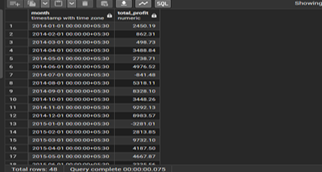 SQL
Showing
month
timestamp with time zone
total_profit
numeric
1 2014-01-01 00:00:00+05:30 2450.19
2 2014-02-01 00:00:00+05:30 862.31
3 2014-03-01 00:00:00+05:30 498.73
4 2014-04-01 00:00:00+05:30 3488.84
5 2014-05-01 00:00:00+05:30 2738.71
6 2014-06-01 00:00:00+05:30 4976.52
7 2014-07-01 00:00:00+05:30 -841.48
8 2014-08-01 00:00:00+05:30 5318.11
9 2014-09-01 00:00:00+05:30 8328.10
10 2014-10-01 00:00:00+05:30 3448.26
11 2014-11-01 00:00:00+05:30 9292.13
12 2014-12-01 00:00:00+05:30 8983.57
13 2015-01-01 00:00:00+05:30 -3281.01
14 2015-02-01 00:00:00+05:30 2813.85
15 2015-03-01 00:00:00+05:30 9732.10
16 2015-04-01 00:00:00+05:30 4187.50
17 2015-05-01 00:00:00+05:30 4667.87
Total rows: 48 Query complete 00:00:00.075